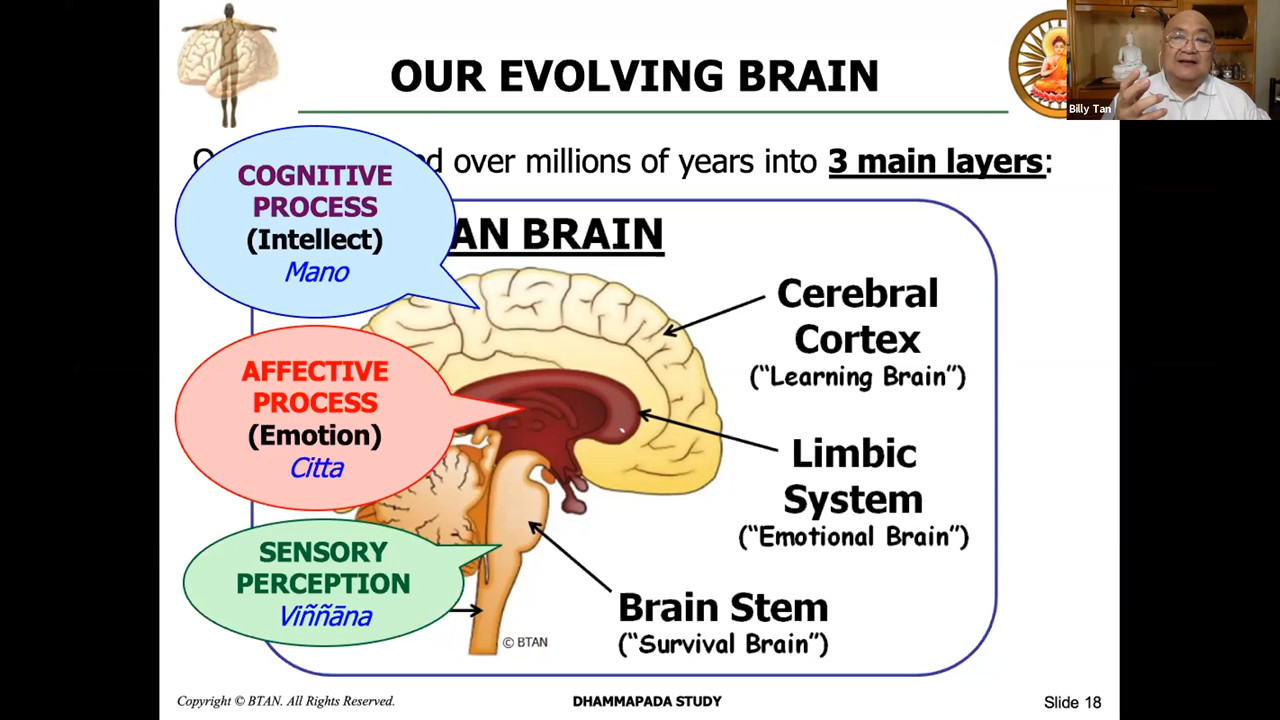 OUR EVOLVING BRAIN
Billy Tan
over millions of years into 3 main layers:
COGNITIVE
PROCESS
(Intellect)
Mano
BRAIN
Cerebral
Cortex
("Learning Brain")
AFFECTIVE
PROCESS
(Emotion)
Citta
Limbic
System
("Emotional Brain")
SENSORY
PERCEPTION
Viññāna
Brain Stem
("Survival Brain")
© BTAN
Copyright © BTAN. All Rights Reserved.
DHAMMAPADA STUDY
Slide 18